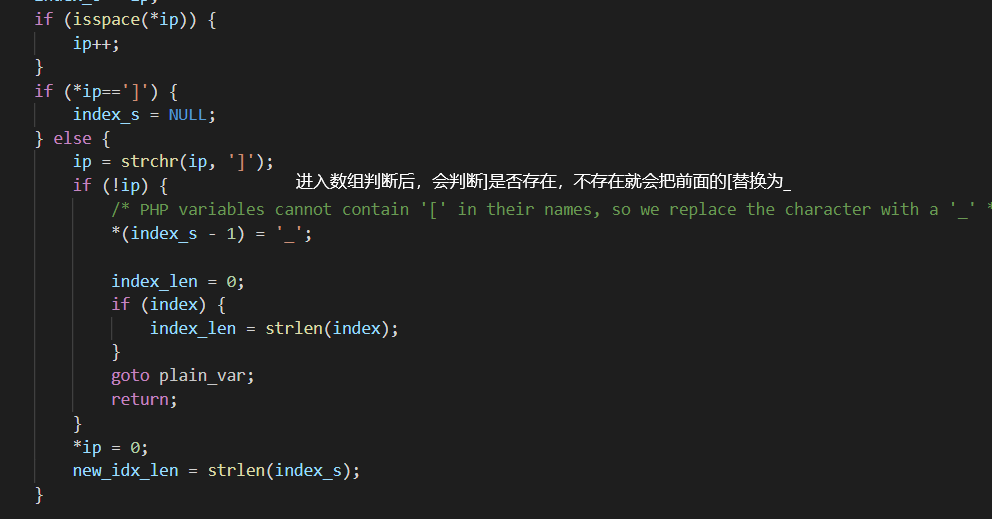 if (isspace(*ip)) {
ip++;
}
if (*ip==']') {
index_s = NULL;
} else {
ip = strchr(ip, ']');
if (!ip) {
进入数组判断后，会判断]是否存在，不存在就会把前面的[替换为_
/* PHP variables cannot contain '[' in their names, so we replace the character with a '_' *
*(index_s - 1) = '_';
index_len = 0;
if (index) {
index_len = strlen(index);
}
goto plain_var;
return;
}
*ip = 0;
new_idx_len = strlen(index_s);
}